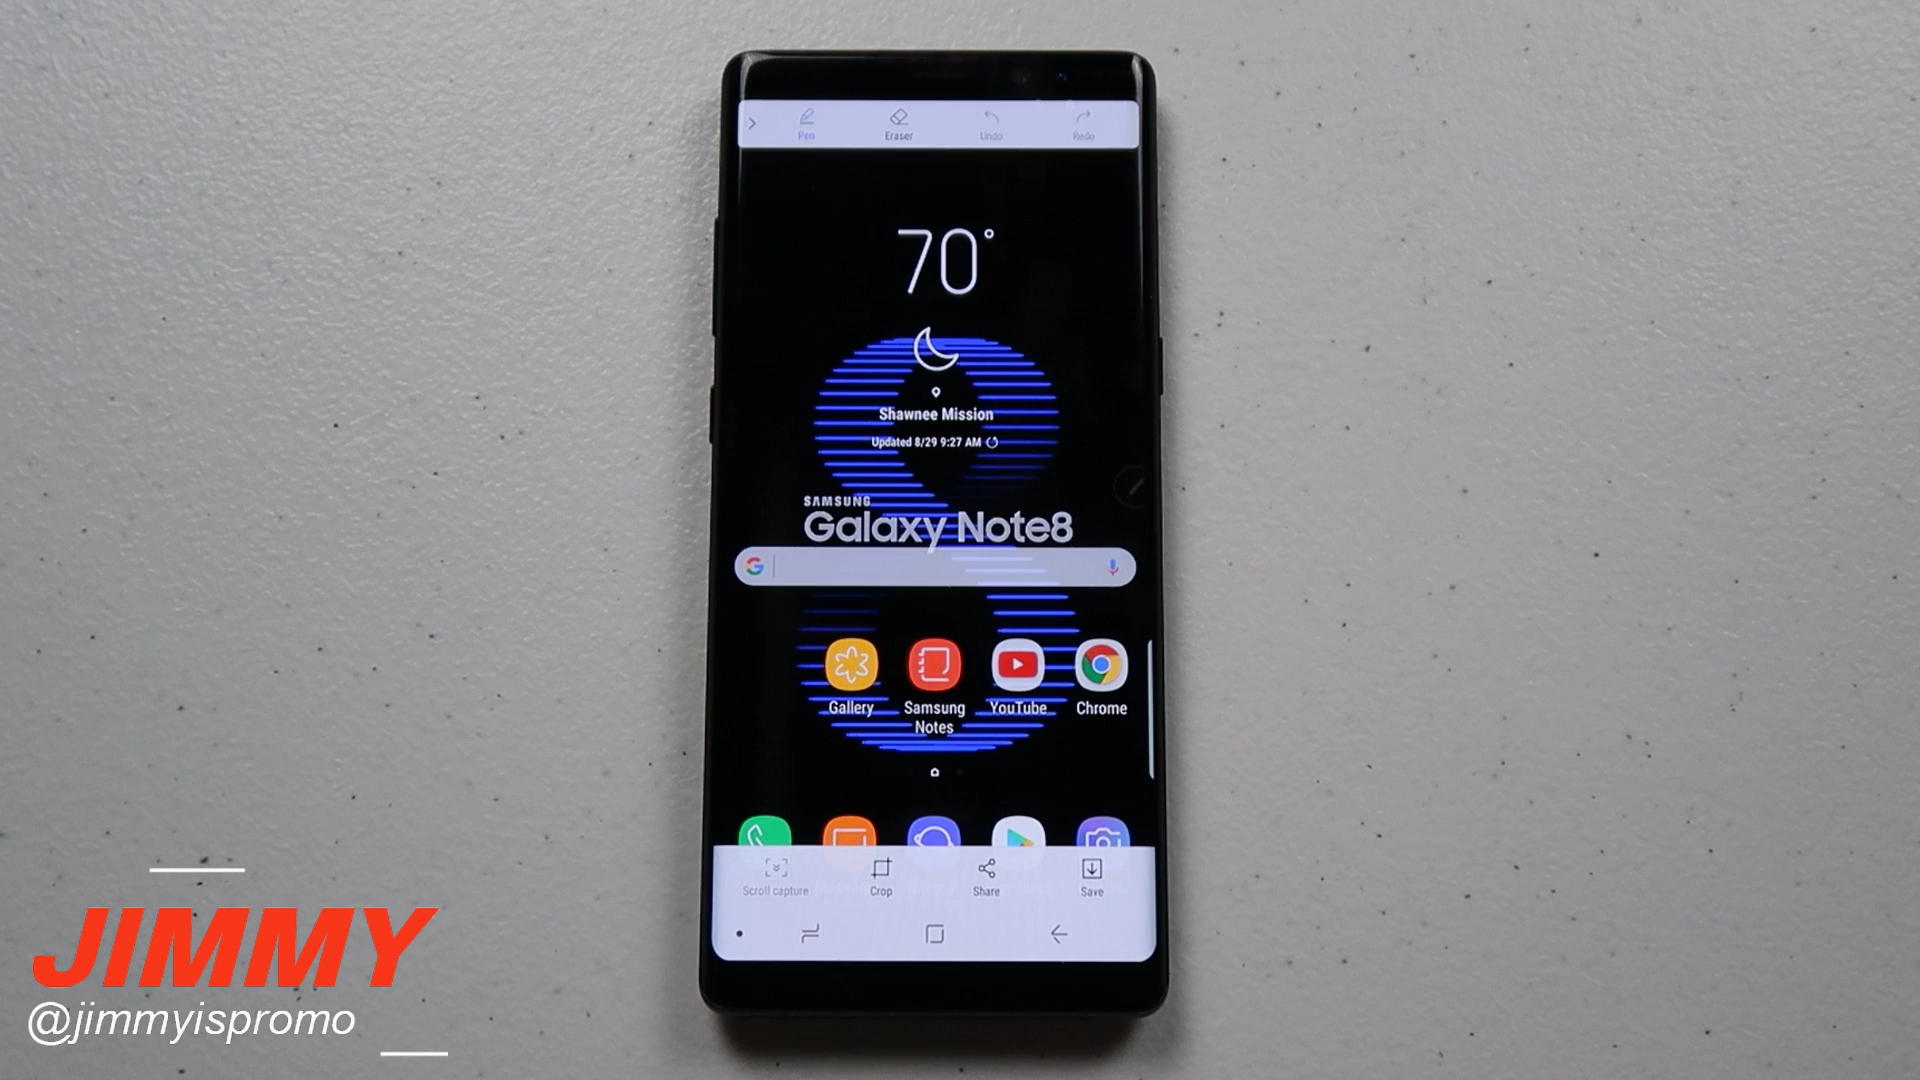 Pen Eraser Undo Redo
70°
Shawnee Mission
Updated 8/29 9:27 AM
SAMSUNG
Galaxy Note8
G
Gallery Samsung Notes YouTube Chrome
Scroll capture Crop Share Save
JIMMY
@jimmyispromo